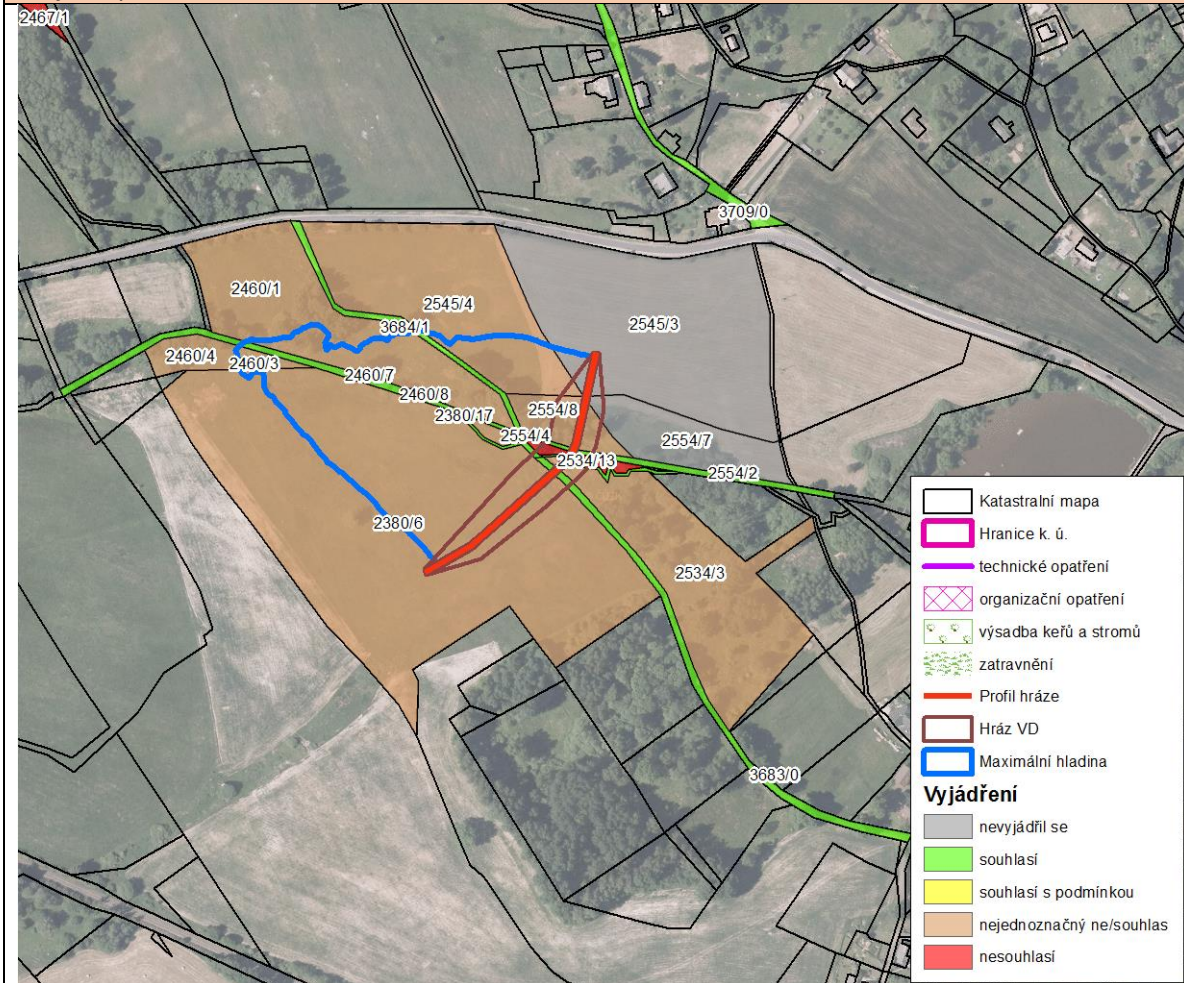 2467/1
3709/0
2460/1
2545/4
2545/3
3684/1
2460/4
2460/3
2460/7
2460/8
2554/8
2380/17
2554/4
2554/7
2534/13
2554/2
2380/6
2534/3
3683/0
Katastralní mapa
Hranice k. ú.
technické opatření
organizační opatření
výsadba keřů a stromů
zatravnění
Profil hráze
Hráz VD
Maximální hladina
Vyjádření
nevyjádřil se
souhlasí
souhlasí s podmínkou
nejednoznačný ne/souhlas
nesouhlasí